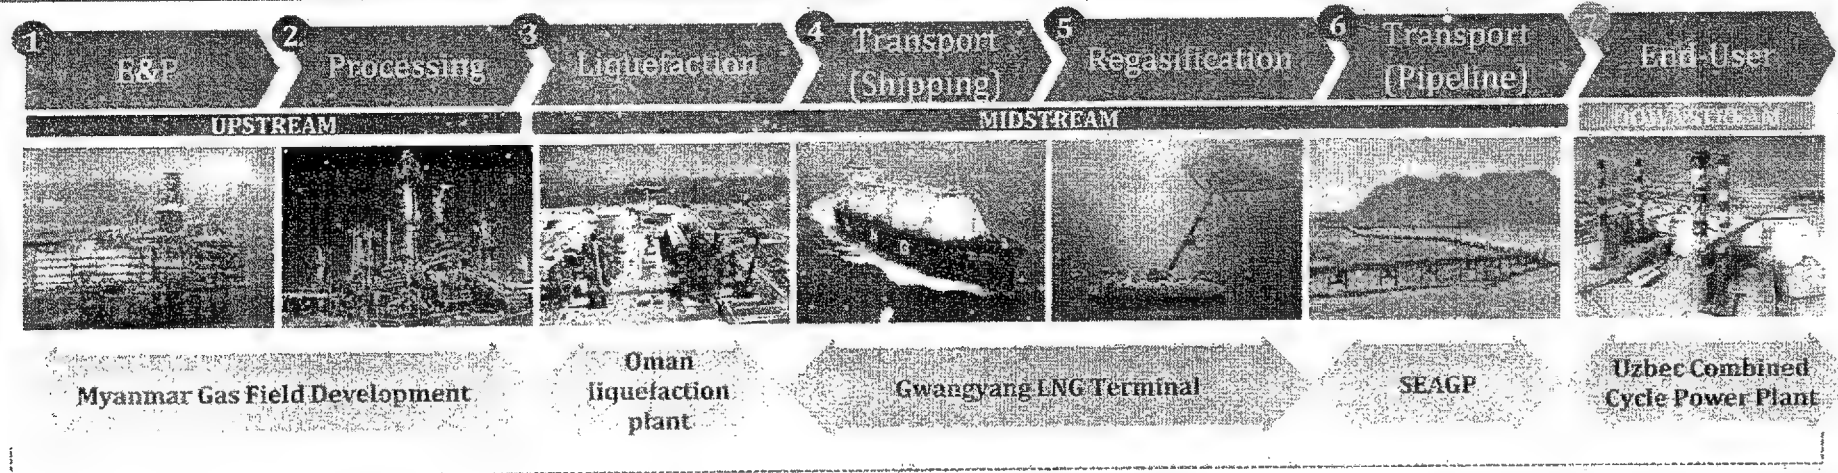 1
E&P
2
Processing
3
Liquefaction
4
Transport
(Shipping)
5
Regasification
6
Transport
(Pipeline)
7
End-User
UPSTREAM
MIDSTREAM
DOWNSTREAM
Myanmar Gas Field Development
Oman
liquefaction
plant
Gwangyang LNG Terminal
SEAGP
Uzbec Combined
Cycle Power Plant